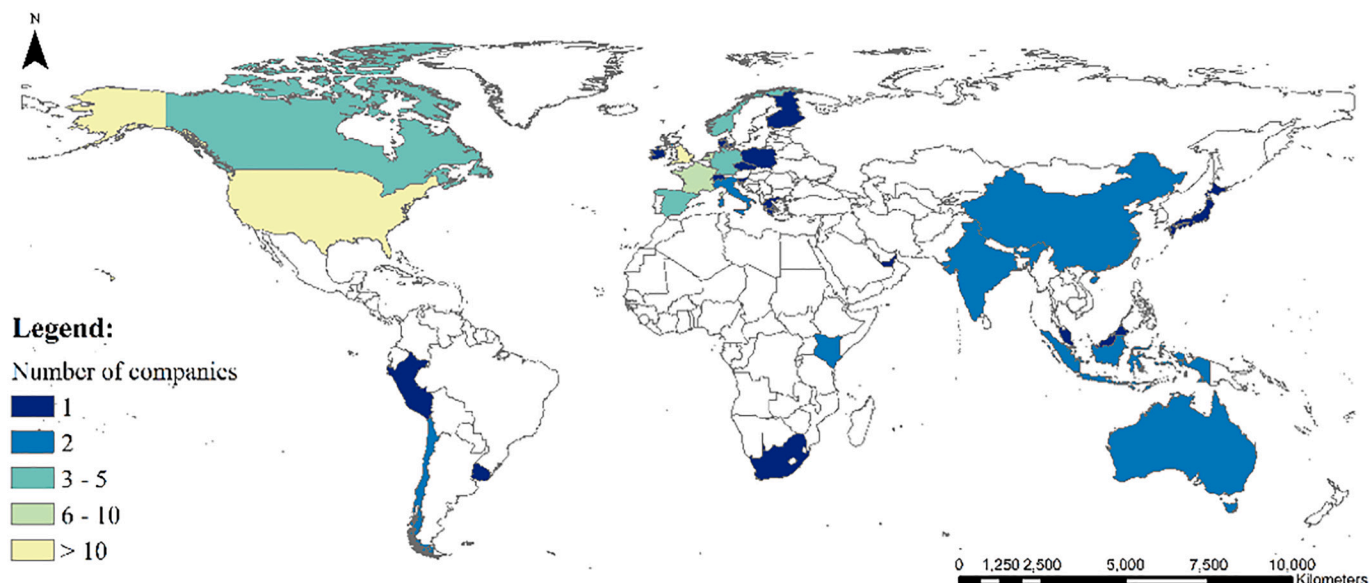 N
Legend:
Number of companies
1
2
3 - 5
6 - 10
> 10
0 1,250 2,500 5,000 7,500 10,000
Kilometers